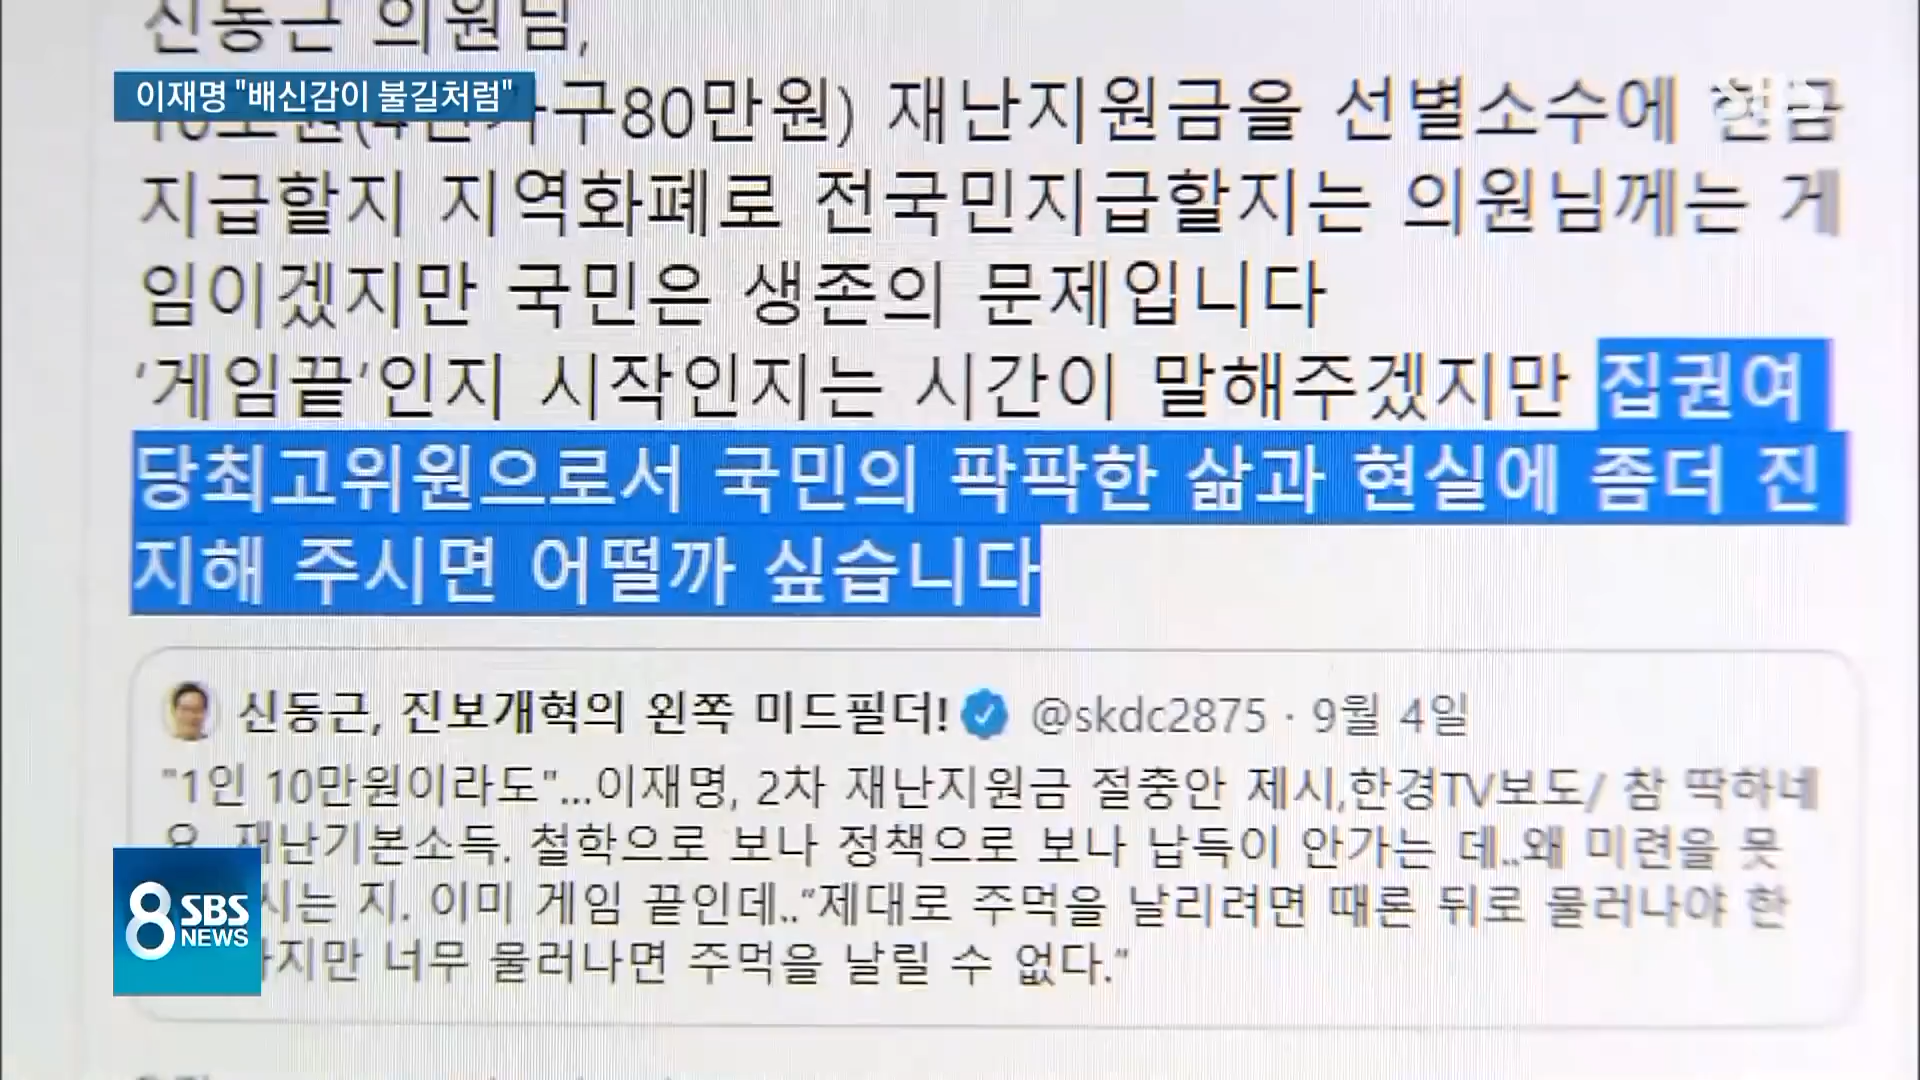 신동근 의원님,
이재명 "배신감이 불길처럼"
가구80만원) 재난지원금을 선별소수에 현금
지급할지 지역화폐로 전국민지급할지는 의원님께는 게
임이겠지만 국민은 생존의 문제입니다
‘게임끝’인지 시작인지는 시간이 말해주겠지만 집권여
당최고위원으로서 국민의 팍팍한 삶과 현실에 좀더 진
지해 주시면 어떨까 싶습니다
신동근, 진보개혁의 왼쪽 미드필더! @skdc2875 · 9월 4일
"1인 10만원이라도"...이재명, 2차 재난지원금 절충안 제시,한경TV보도/ 참 딱하네
요. 재난기본소득. 철학으로 보나 정책으로 보나 납득이 안가는 데..왜 미련을 못
시는 지. 이미 게임 끝인데..“제대로 주먹을 날리려면 때론 뒤로 물러나야 한
하지만 너무 물러나면 주먹을 날릴 수 없다.”
8 SBS
NEWS